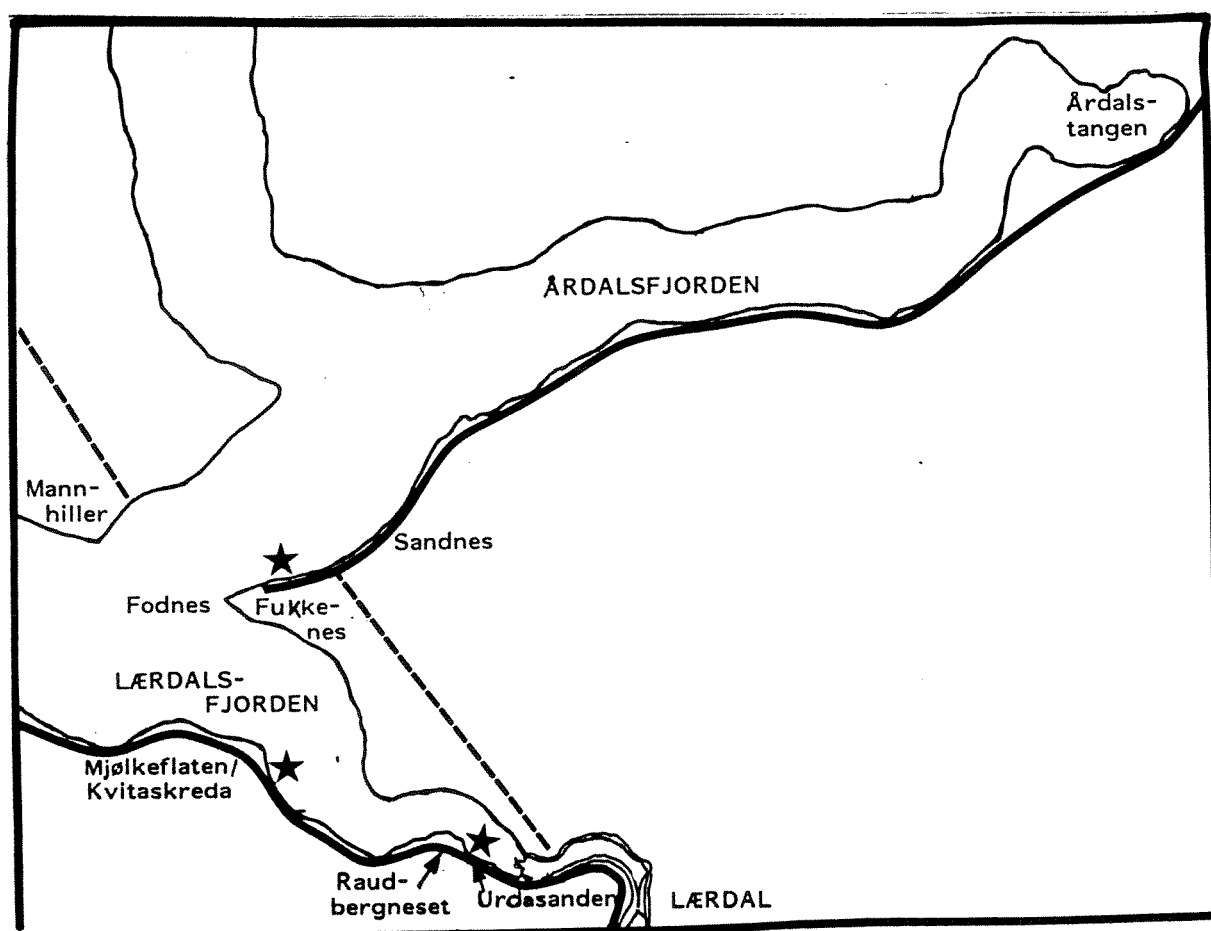 Årdals-
tangen
ÅRDALSFJORDEN
Mann-
hiller
Sandnes
Fodnes
Fukke-
nes
LÆRDALS-
FJORDEN
Mjølkeflaten/
Kvitaskreda
Raud-
bergneset
Urdasanden
LÆRDAL